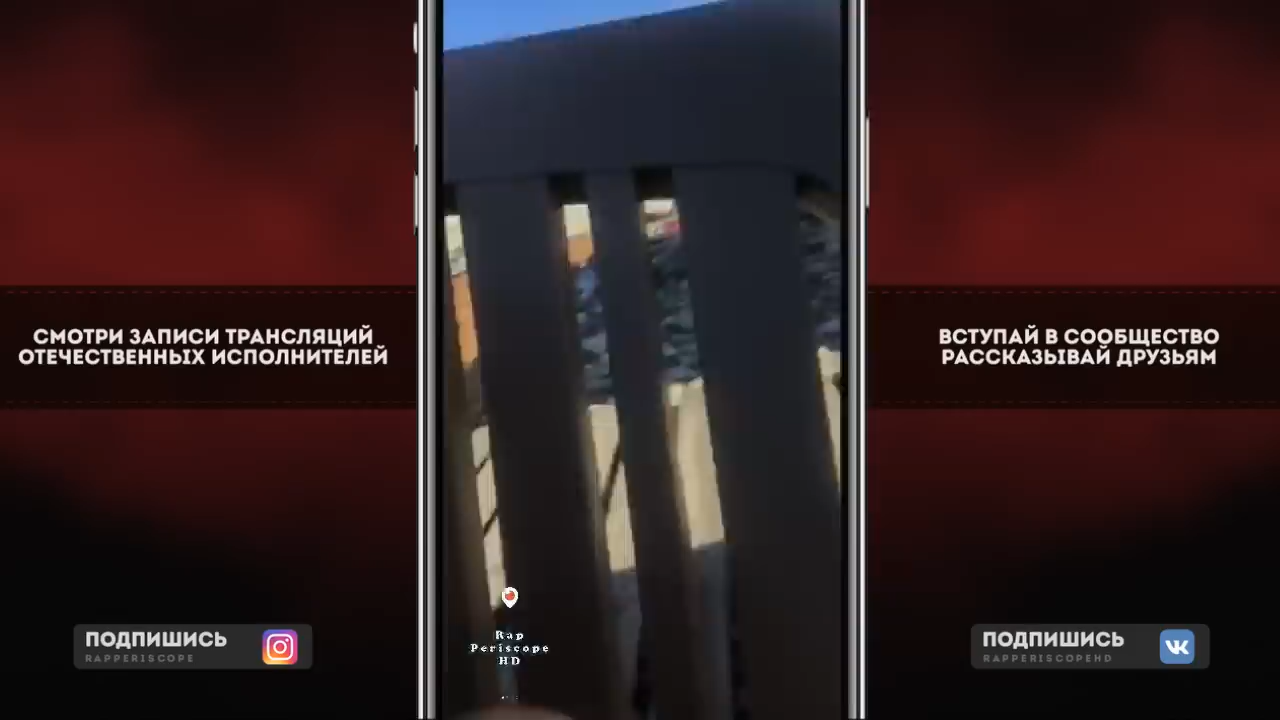 СМОТРИ ЗАПИСИ ТРАНСЛЯЦИЙ
ОТЕЧЕСТВЕННЫХ ИСПОЛНИТЕЛЕЙ
ВСТУПАЙ В СООБЩЕСТВО
РАССКАЗЫВАЙ ДРУЗЬЯМ
ПОДПИШИСЬ
RAPPERISCOPE
Rap
Periscope
HD
ПОДПИШИСЬ
RAPPERISCOPEHD